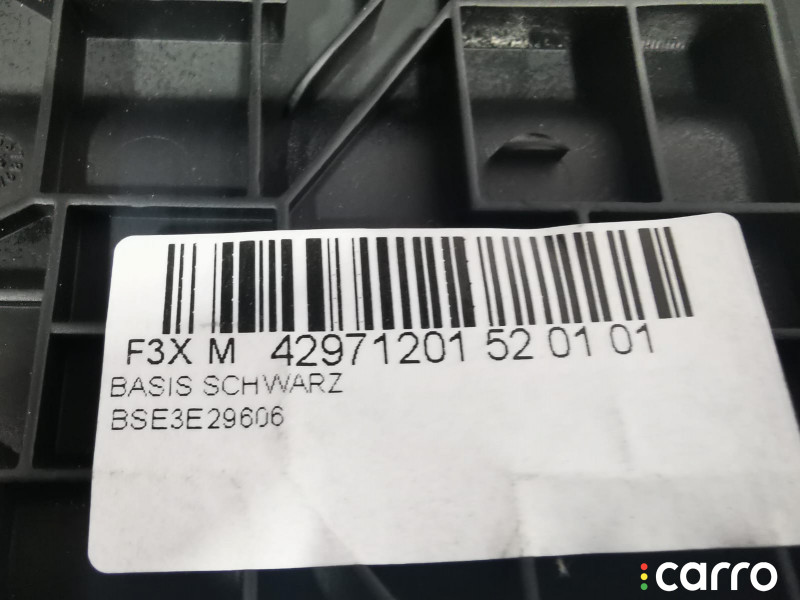 F3X M 42971201 52 01 01
BASIS SCHWARZ
BSE3E29606
carro